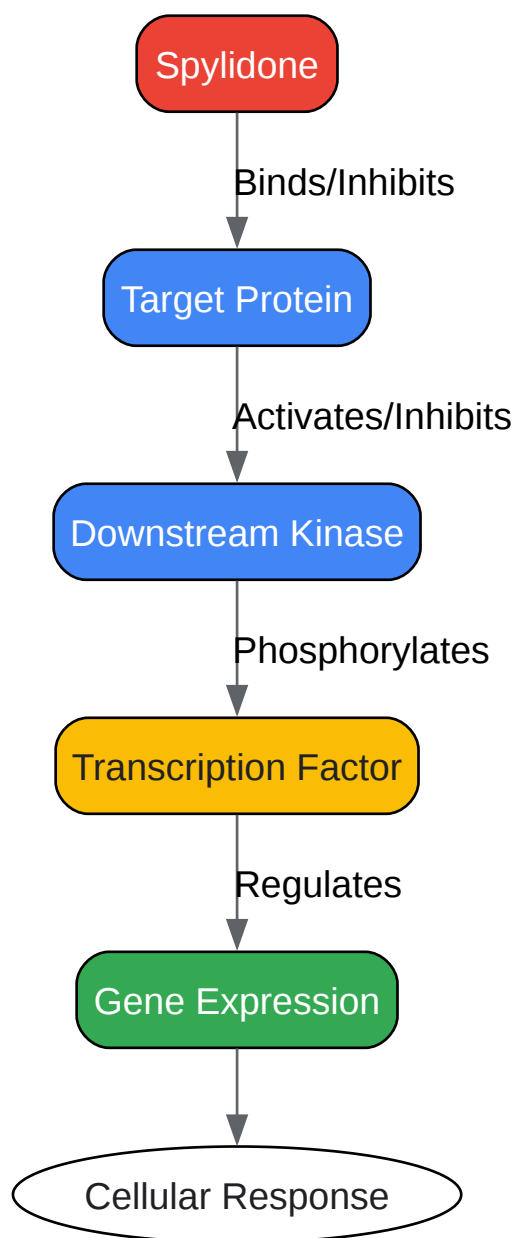 Spylidone
Binds/Inhibits
Target Protein
Activates/Inhibits
Downstream Kinase
Phosphorylates
Transcription Factor
Regulates
Gene Expression
Cellular Response